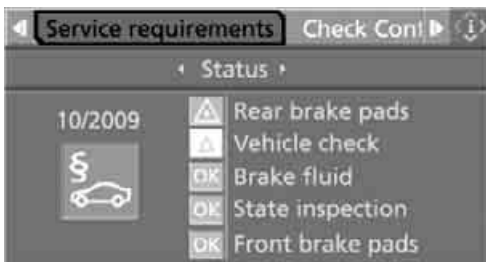 Service requirements Check Cont
Status
10/2009
Rear brake pads
Vehicle check
§
OK Brake fluid
OK State inspection
OK Front brake pads